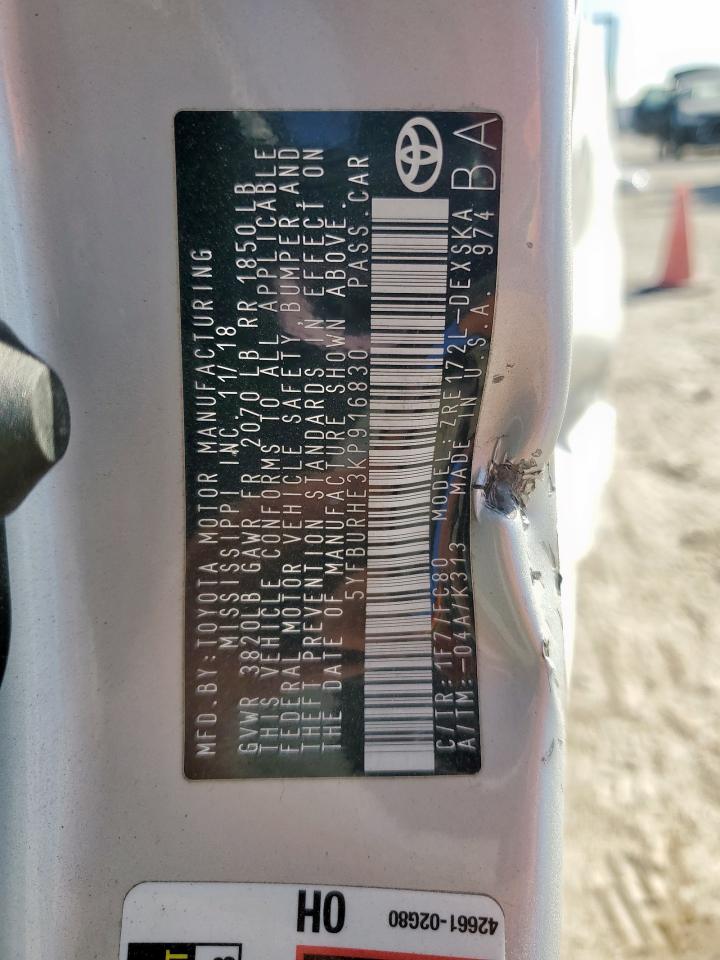 MFD. BY: TOYOTA MOTOR MANUFACTURING
MISSISSIPPI INC. 11/18
GVWR 3820LB GAWR FR 2070 LB RR 1850LB
THIS VEHICLE CONFORMS TO ALL APPLICABLE
FEDERAL MOTOR VEHICLE SAFETY, BUMPER, AND
THEFT PREVENTION STANDARDS IN EFFECT ON
THE DATE OF MANUFACTURE SHOWN ABOVE.
5YFBURHE3KP916830 PASS. CAR
C/TR: 1F7/FC80 MODEL: ZRE172L-DEXSKA
A/TM: -04A/K313 MADE IN U.S.A. 974 BA
0H
42661-02G80